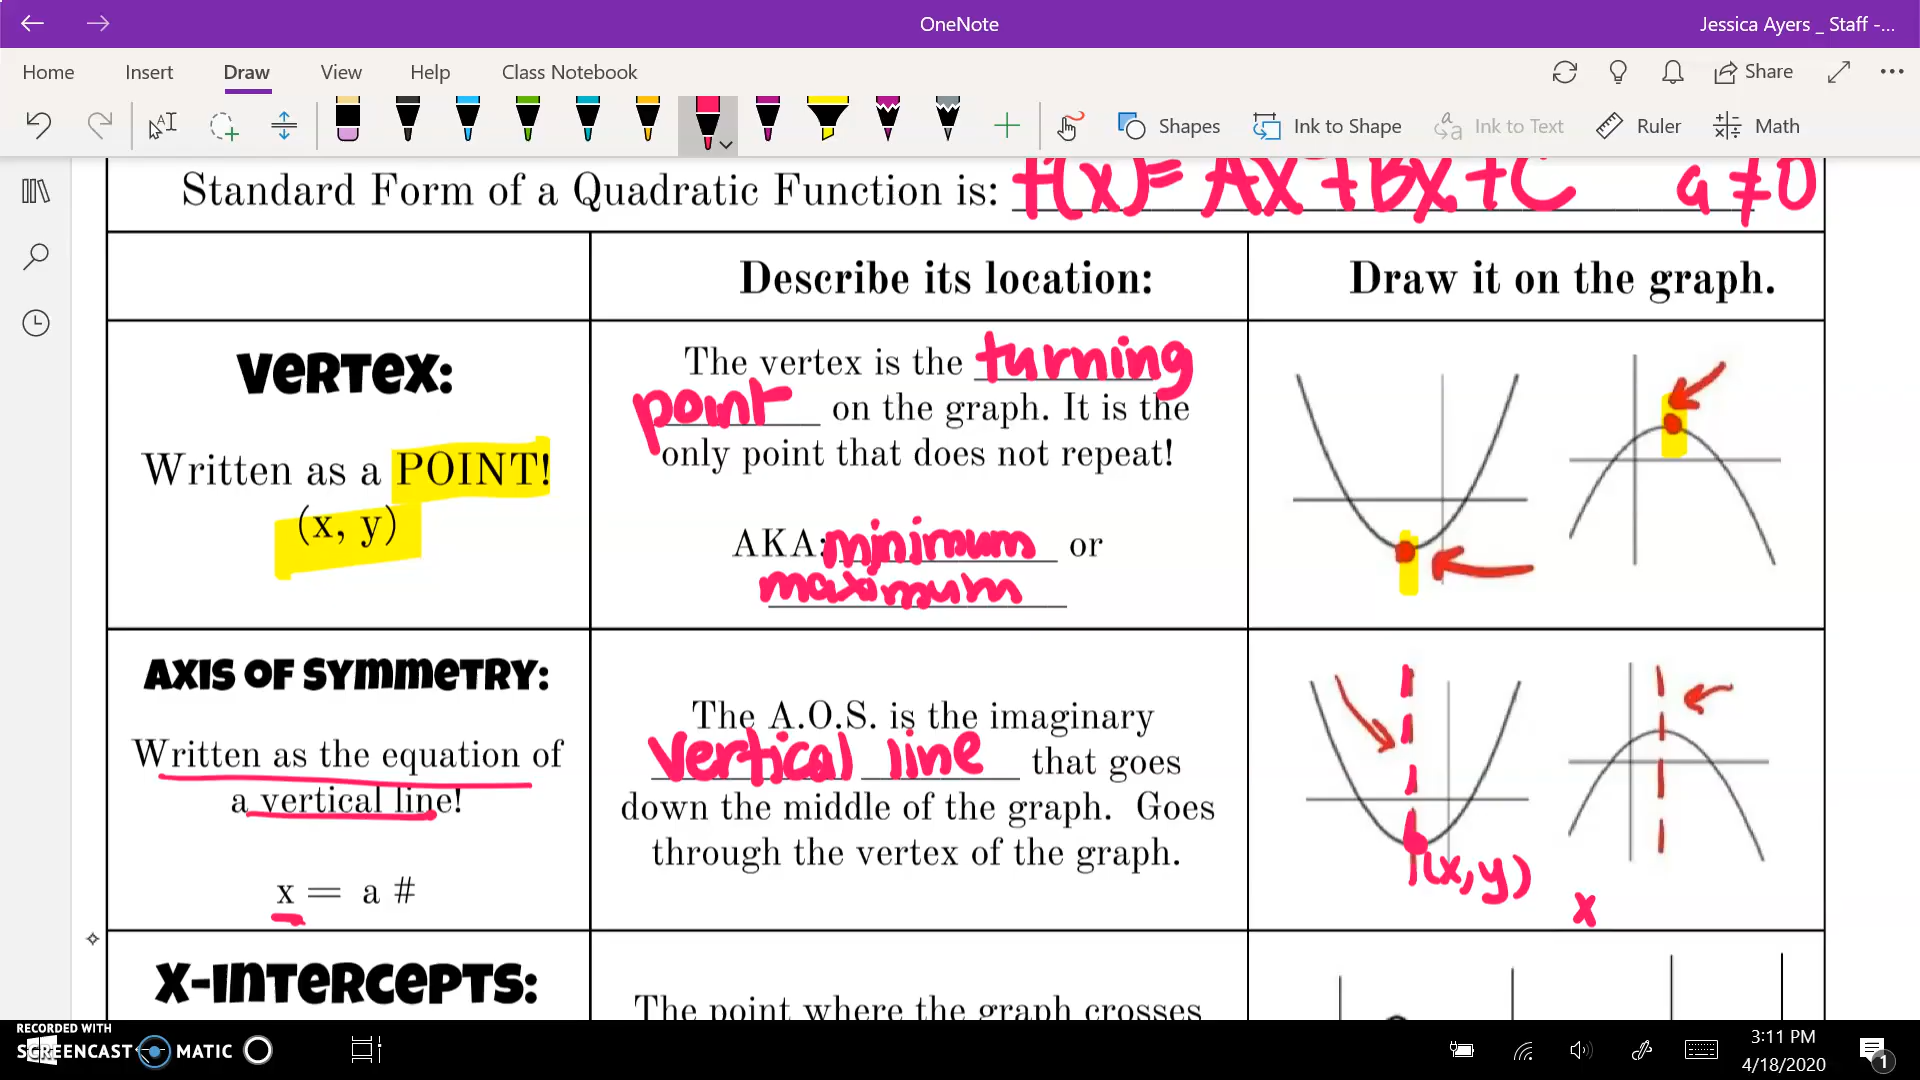 OneNote
Jessica Ayers _ Staff -...
Home Insert Draw View Help Class Notebook Share
Shapes Ink to Shape Ink to Text Ruler Math
Standard Form of a Quadratic Function is: f(x)= Ax²+Bx+C a≠0
Describe its location: Draw it on the graph.
Vertex:
Written as a POINT!
(x, y)
The vertex is the turning
point on the graph. It is the
only point that does not repeat!
AKA: minimum or
maximum
Axis of Symmetry:
Written as the equation of
a vertical line!
x = a #
The A.O.S. is the imaginary
vertical line that goes
down the middle of the graph. Goes
through the vertex of the graph.
(x,y)
x
X-Intercepts:
The point where the graph crosses
RECORDED WITH
SCREENCAST MATIC
3:11 PM
4/18/2020
1